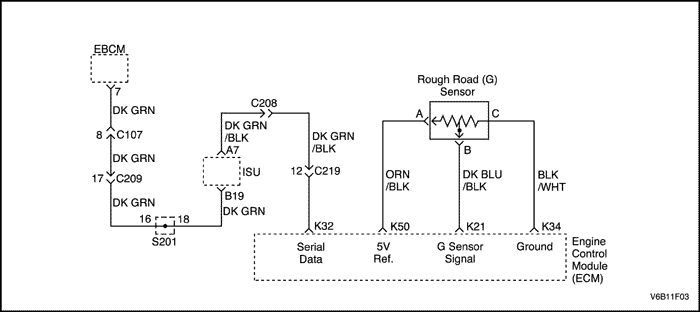 EBCM
7
DK GRN
8 C107
DK GRN
17 C209
DK GRN
16 18
S201
C208
DK GRN
/BLK
A7
ISU
B19
DK GRN
DK GRN
/BLK
12 C219
K32
Serial
Data
Rough Road (G)
Sensor
A
C
B
ORN
/BLK
DK BLU
/BLK
BLK
/WHT
K50
K21
K34
5V
Ref.
G Sensor
Signal
Ground
Engine
Control
Module
(ECM)
V6B11F03